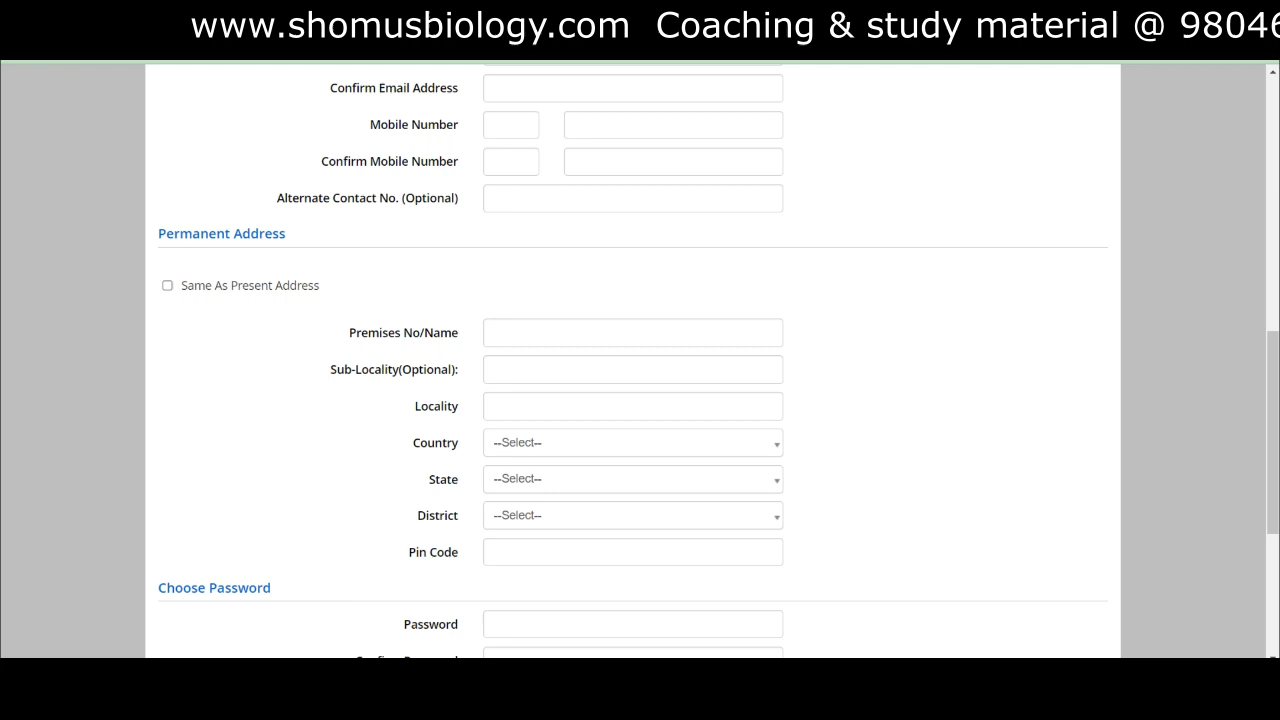 www.shomusbiology.com Coaching & study material @ 9804
Confirm Email Address
Mobile Number
Confirm Mobile Number
Alternate Contact No. (Optional)
Permanent Address
Same As Present Address
Premises No/Name
Sub-Locality(Optional):
Locality
Country --Select--
State --Select--
District --Select--
Pin Code
Choose Password
Password